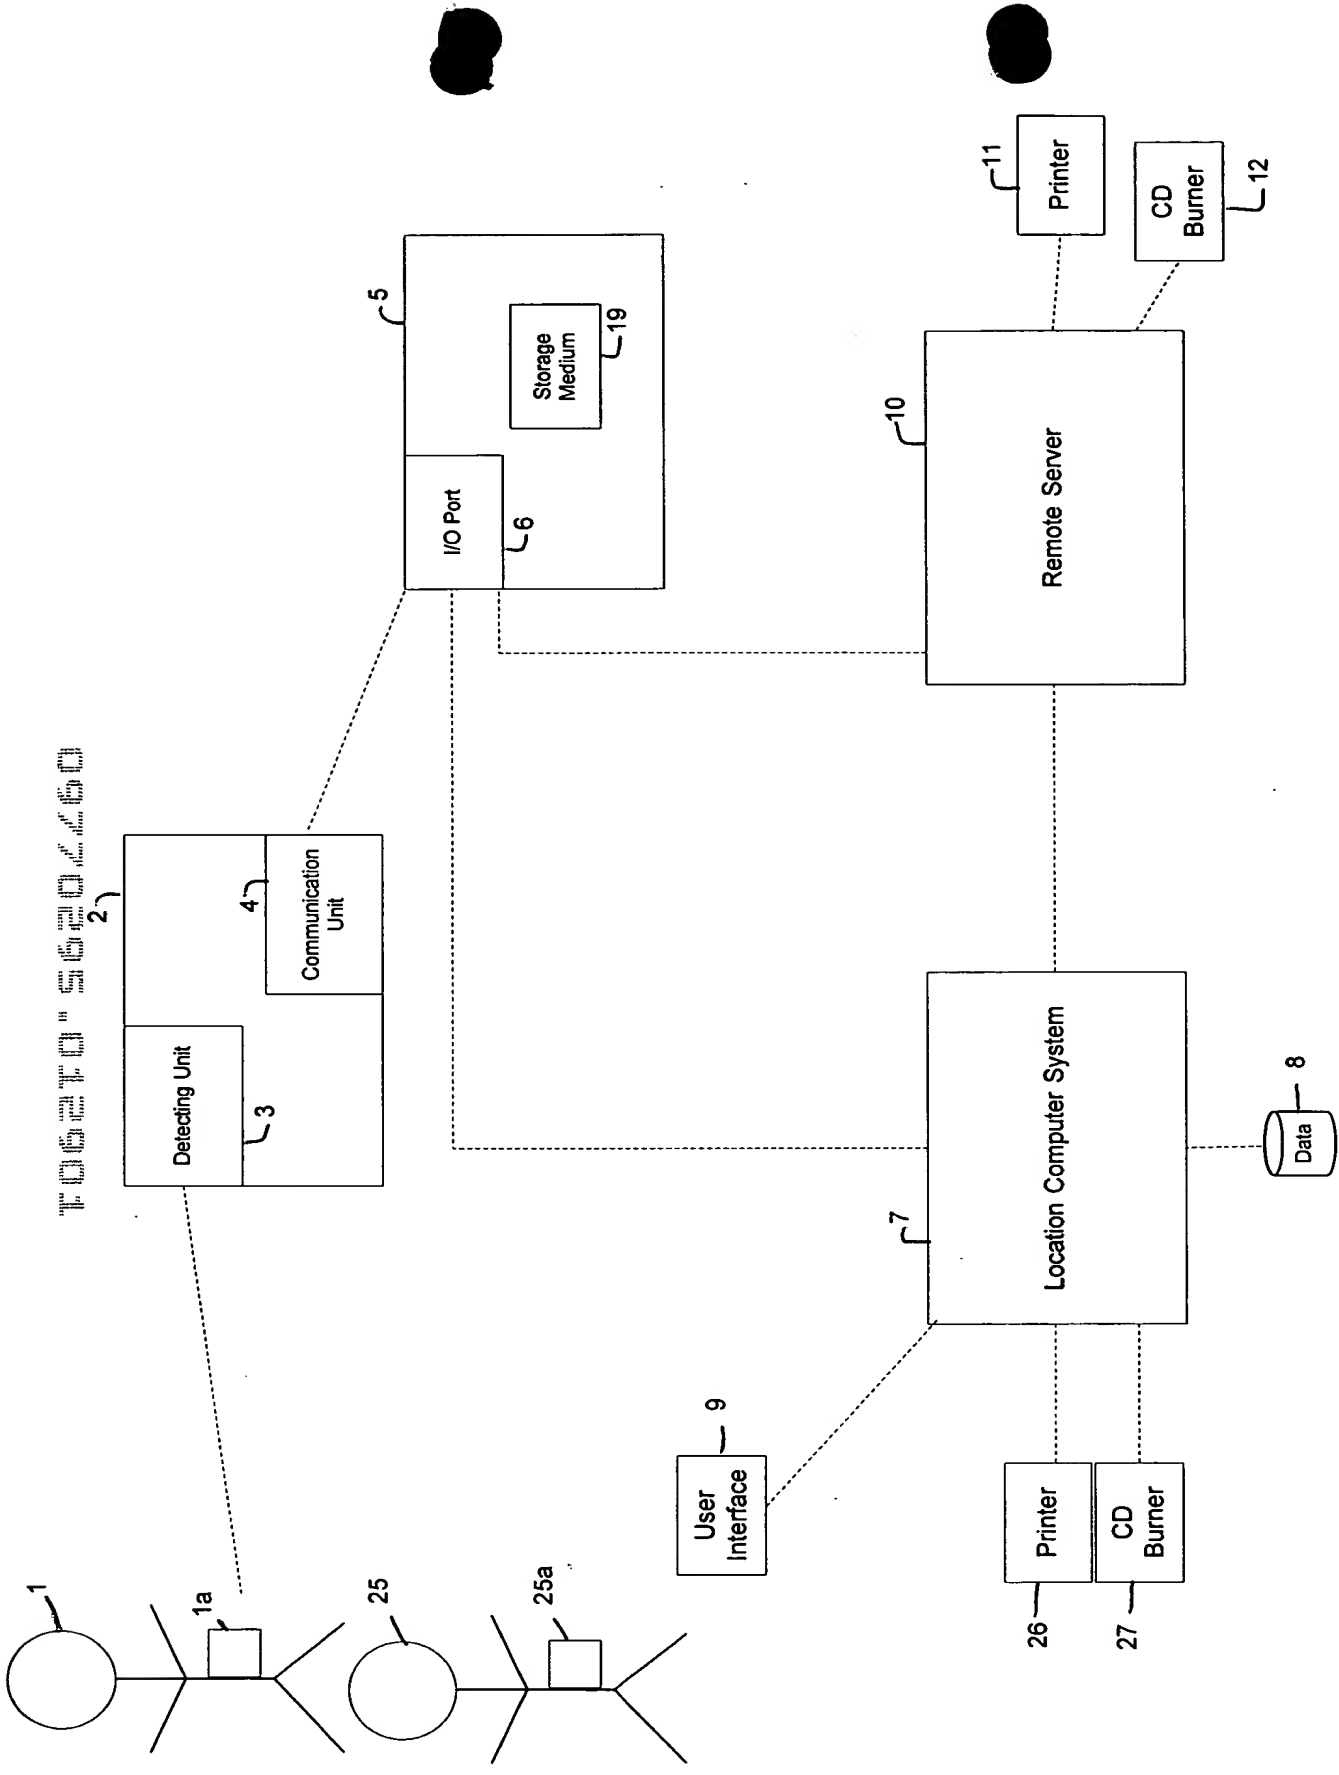 09770295.012901
1
2
Detecting Unit
3
1a
4
Communication
Unit
25
5
I/O Port
6
25a
Storage
Medium
19
9
User
Interface
7
10
11
26
Printer
Location Computer System
Remote Server
Printer
27
CD
Burner
CD
Burner
12
Data
8